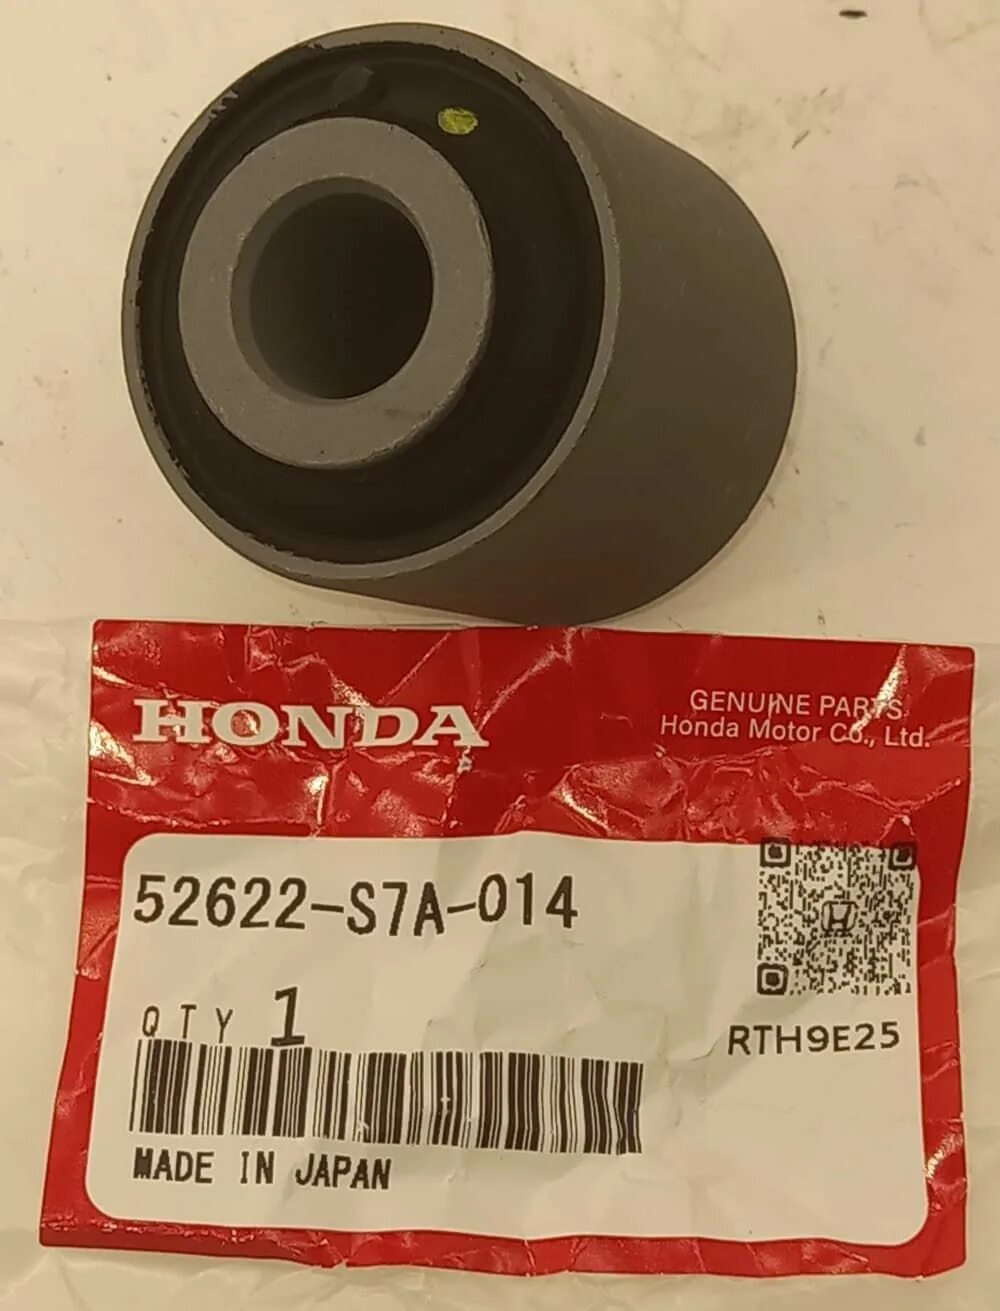 HONDA
GENUINE PARTS
Honda Motor Co., Ltd.
52622-S7A-014
QTY 1
RTH9E25
MADE IN JAPAN